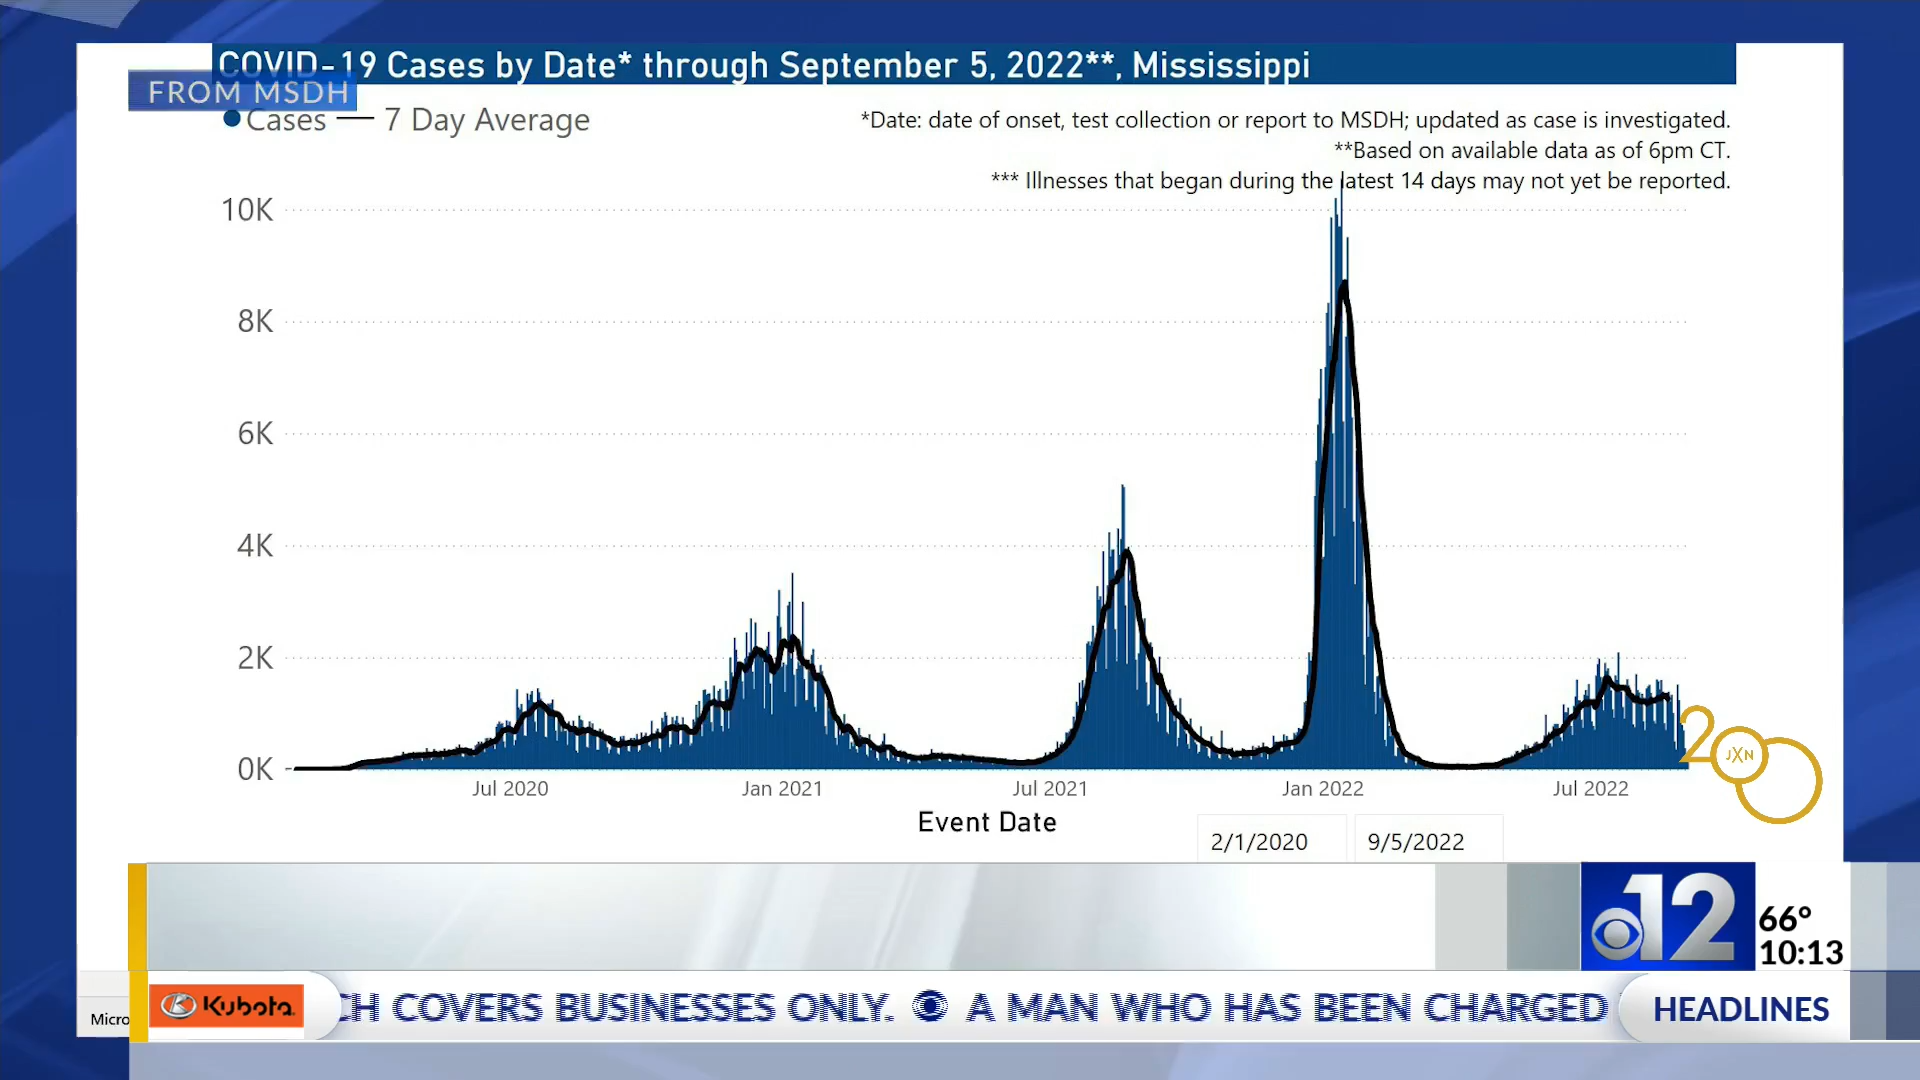 COVID-19 Cases by Date* through September 5, 2022**, Mississippi
FROM MSDH
Cases — 7 Day Average
*Date: date of onset, test collection or report to MSDH; updated as case is investigated.
**Based on available data as of 6pm CT.
*** Illnesses that began during the latest 14 days may not yet be reported.
10K
8K
6K
4K
2K
0K
Jul 2020 Jan 2021 Jul 2021 Jan 2022 Jul 2022
Event Date
2/1/2020 9/5/2022
200
JXN
12
66°
10:13
Micro
Kubota
CH COVERS BUSINESSES ONLY. A MAN WHO HAS BEEN CHARGED
HEADLINES